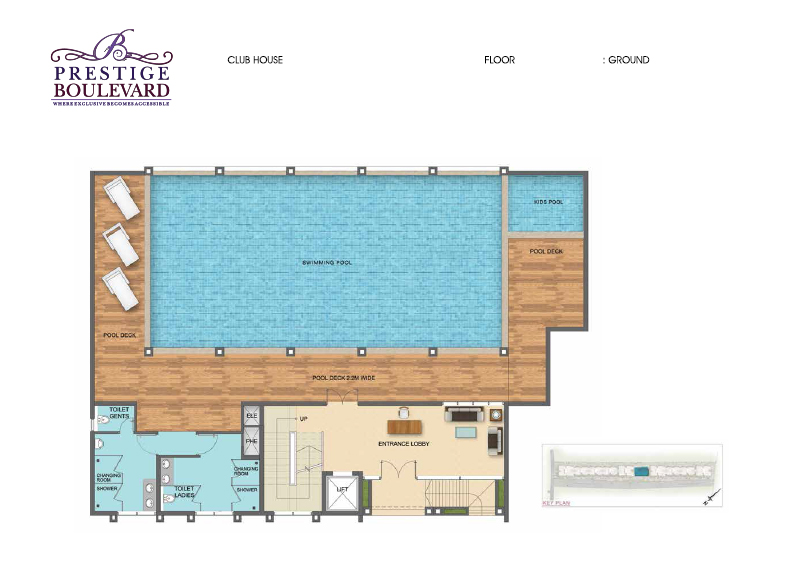 B
PRESTIGE
BOULEVARD
WHERE EXCLUSIVE BECOMES ACCESSIBLE
CLUB HOUSE
FLOOR : GROUND
KIDS POOL
POOL DECK
SWIMMING POOL
POOL DECK
POOL DECK 2.2M WIDE
TOILET
GENTS
ELE
UP
PHE
ENTRANCE LOBBY
CHANGING
ROOM
SHOWER
TOILET
LADIES
CHANGING
ROOM
SHOWER
LIFT
KEY PLAN
N